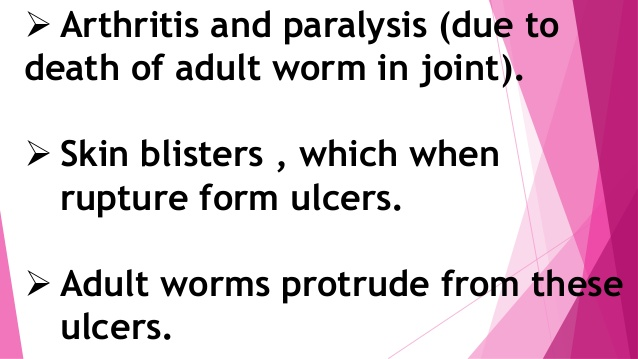 ➢ Arthritis and paralysis (due to
death of adult worm in joint).
➢ Skin blisters , which when
rupture form ulcers.
➢ Adult worms protrude from these
ulcers.